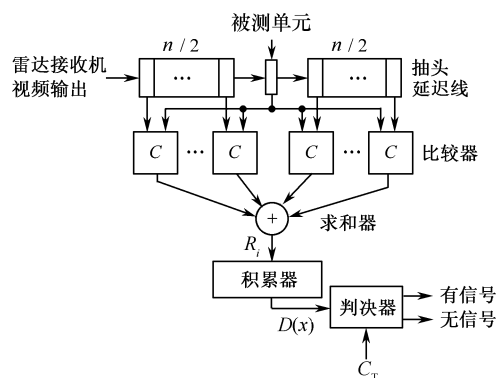 被测单元
n / 2
n / 2
雷达接收机
视频输出
...
...
抽头
延迟线
C
...
C
C
...
C
比较器
+
求和器
R_i
积累器
D(x)
判决器
有信号
无信号
C_T